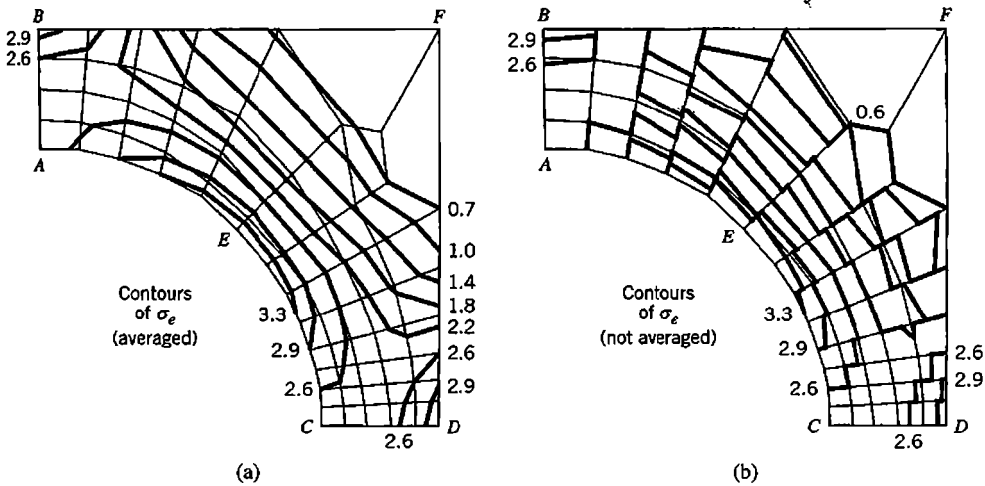 B
F
2.9
2.6
A
E
Contours
of σₑ
(averaged)
0.7
1.0
1.4
1.8
2.2
2.6
2.9
3.3
2.9
2.6
C
D
2.6
(a)
B
F
2.9
2.6
0.6
A
E
Contours
of σₑ
(not averaged)
3.3
2.9
2.6
2.6
2.9
C
D
2.6
(b)